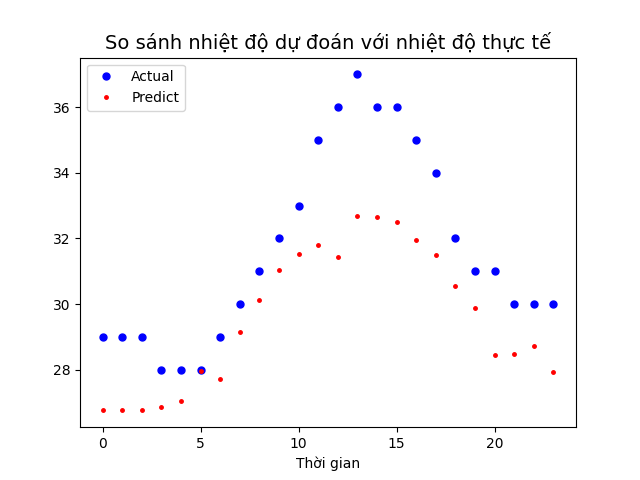 So sánh nhiệt độ dự đoán với nhiệt độ thực tế
Actual
Predict
36
34
32
30
28
0 5 10 15 20
Thời gian